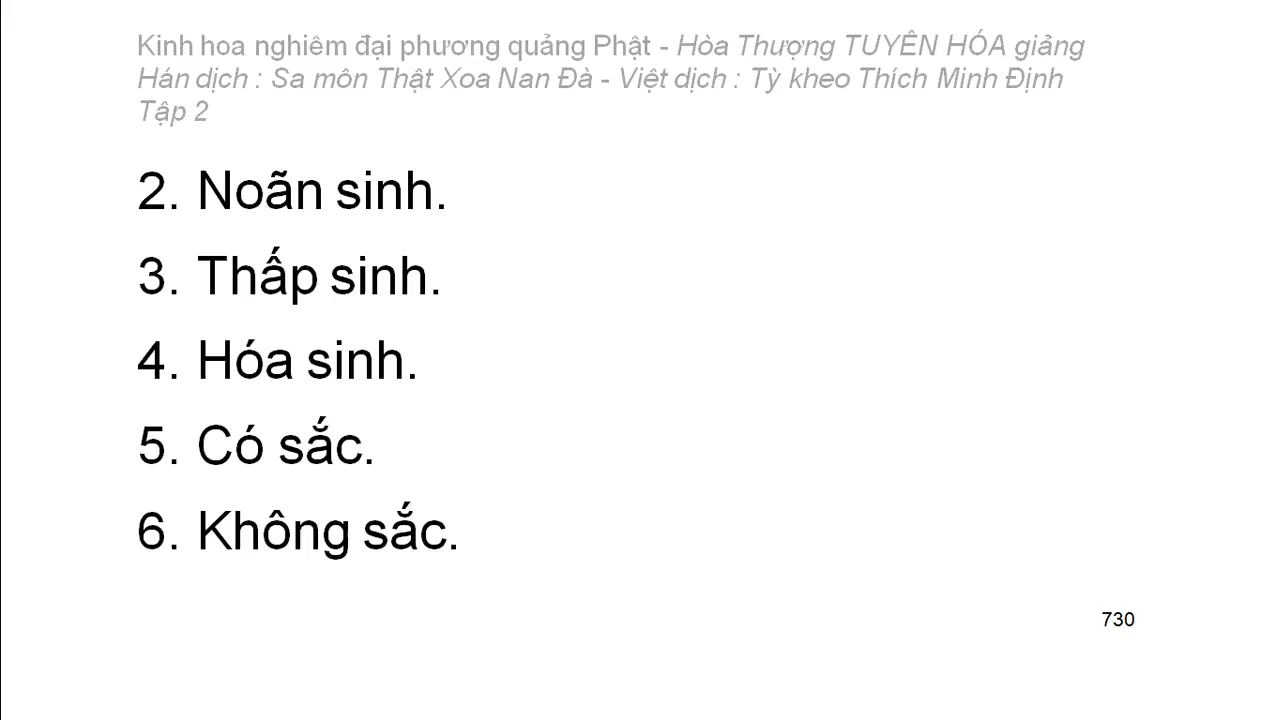 Kinh hoa nghiêm đại phương quảng Phật - Hòa Thượng TUYÊN HÓA giảng
Hán dịch : Sa môn Thật Xoa Nan Đà - Việt dịch : Tỳ kheo Thích Minh Định
Tập 2
2. Noãn sinh.
3. Thấp sinh.
4. Hóa sinh.
5. Có sắc.
6. Không sắc.
730